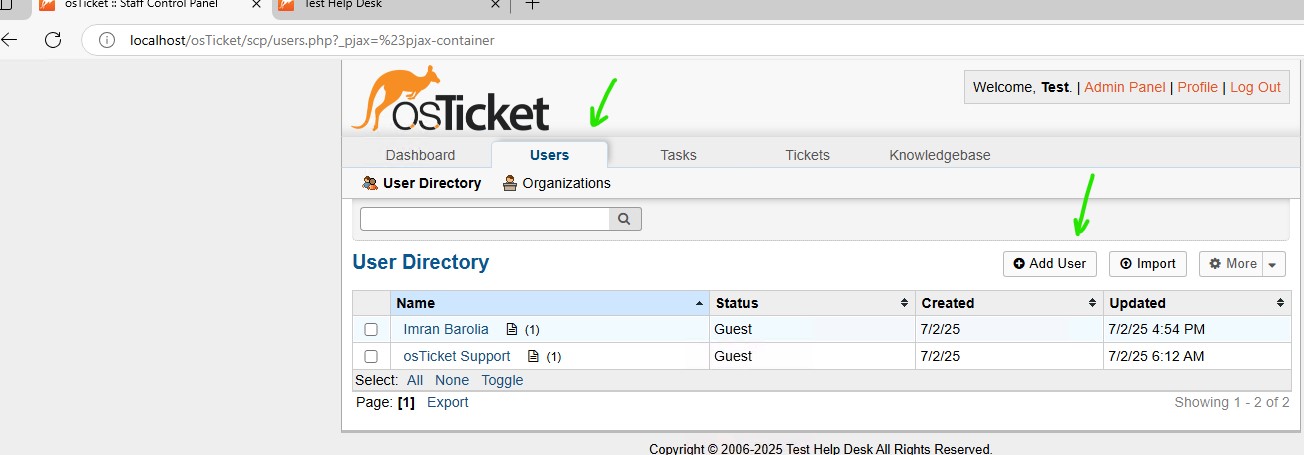 osTicket :: Staff Control Panel
Test Help Desk
localhost/osTicket/scp/users.php?_pjax=%23pjax-container
osTicket
Welcome, Test. | Admin Panel | Profile | Log Out
Dashboard Users Tasks Tickets Knowledgebase
User Directory Organizations
User Directory Add User Import More
Name Status Created Updated
Imran Barolia (1) Guest 7/2/25 7/2/25 4:54 PM
osTicket Support (1) Guest 7/2/25 7/2/25 6:12 AM
Select: All None Toggle
Page: [1] Export Showing 1 - 2 of 2
Copyright © 2006-2025 Test Help Desk All Rights Reserved.